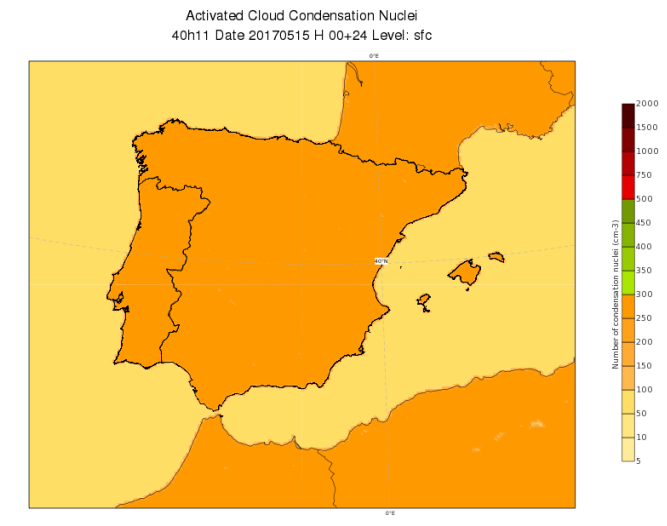 Activated Cloud Condensation Nuclei
40h11 Date 20170515 H 00+24 Level: sfc
0°E
40°N
0°E
Number of condensation nuclei (cm-3)
2000
1500
1000
750
500
450
400
350
300
250
200
150
100
50
10
5